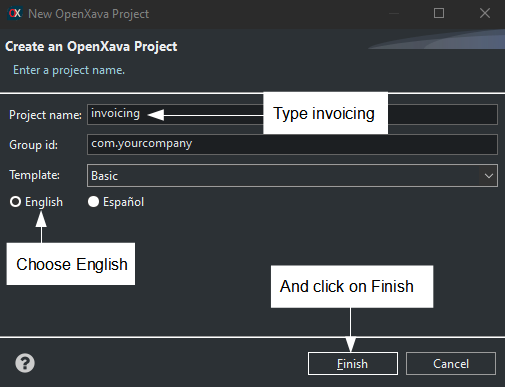 OX New OpenXava Project
Create an OpenXava Project
Enter a project name.
Project name: invoicing
Type invoicing
Group id: com.yourcompany
Template: Basic
English Español
Choose English
And click on Finish
? Finish Cancel